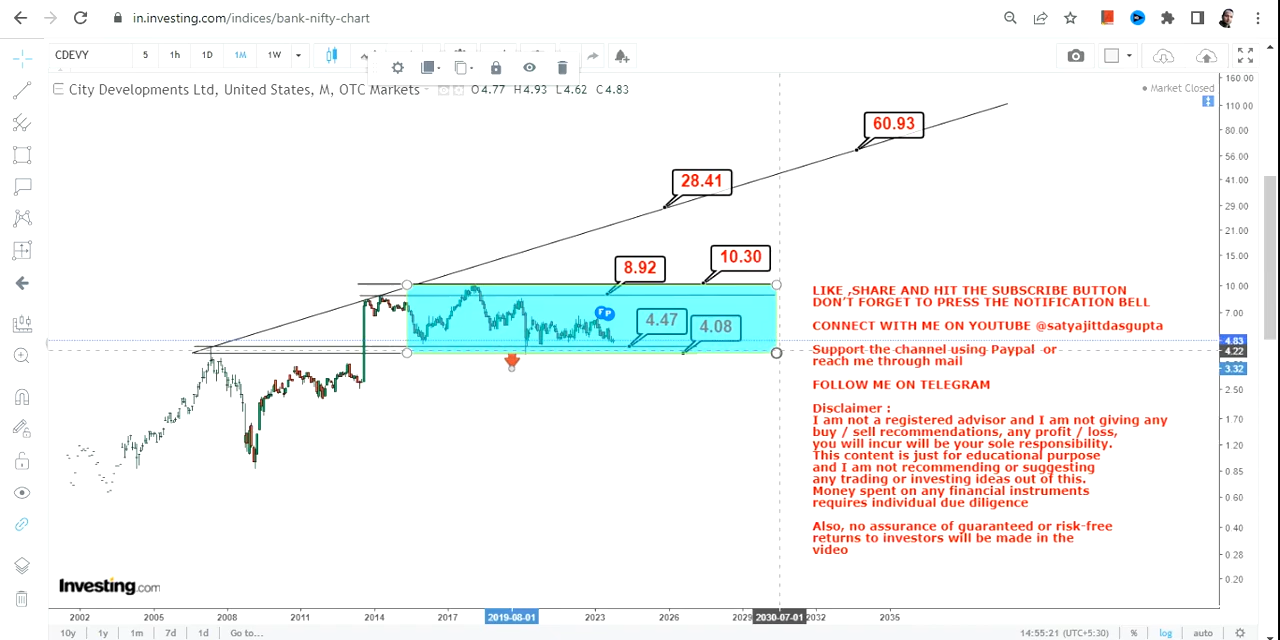 in.investing.com/indices/bank-nifty-chart
CDEVY 5 1h 1D 1M 1W
City Developments Ltd, United States, M, OTC Markets O4.77 H4.93 L4.62 C4.83
Market Closed
160.00
110.00
80.00
56.00
41.00
29.00
21.00
15.00
10.00
7.00
4.83
4.22
3.32
2.50
1.70
1.20
0.85
0.60
0.40
0.28
0.20
60.93
28.41
10.30
8.92
4.47
4.08
LIKE ,SHARE AND HIT THE SUBSCRIBE BUTTON
DON'T FORGET TO PRESS THE NOTIFICATION BELL
CONNECT WITH ME ON YOUTUBE @satyajittdasgupta
Support the channel using Paypal or
reach me through mail
FOLLOW ME ON TELEGRAM
Disclaimer :
I am not a registered advisor and I am not giving any
buy / sell recommendations, any profit / loss,
you will incur will be your sole responsibility.
This content is just for educational purpose
and I am not recommending or suggesting
any trading or investing ideas out of this.
Money spent on any financial instruments
requires individual due diligence
Also, no assurance of guaranteed or risk-free
returns to investors will be made in the
video
Investing.com
2002 2005 2008 2011 2014 2017 2019-08-01 2023 2026 2029 2030-07-01 2032 2035
10y 1y 1m 7d 1d Go to... 14:55:21 (UTC+5:30) % log auto